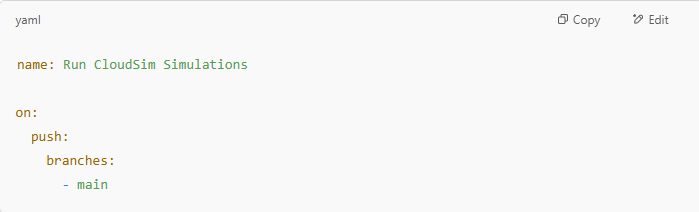 yaml
Copy
Edit
name: Run CloudSim Simulations
on:
  push:
    branches:
      - main